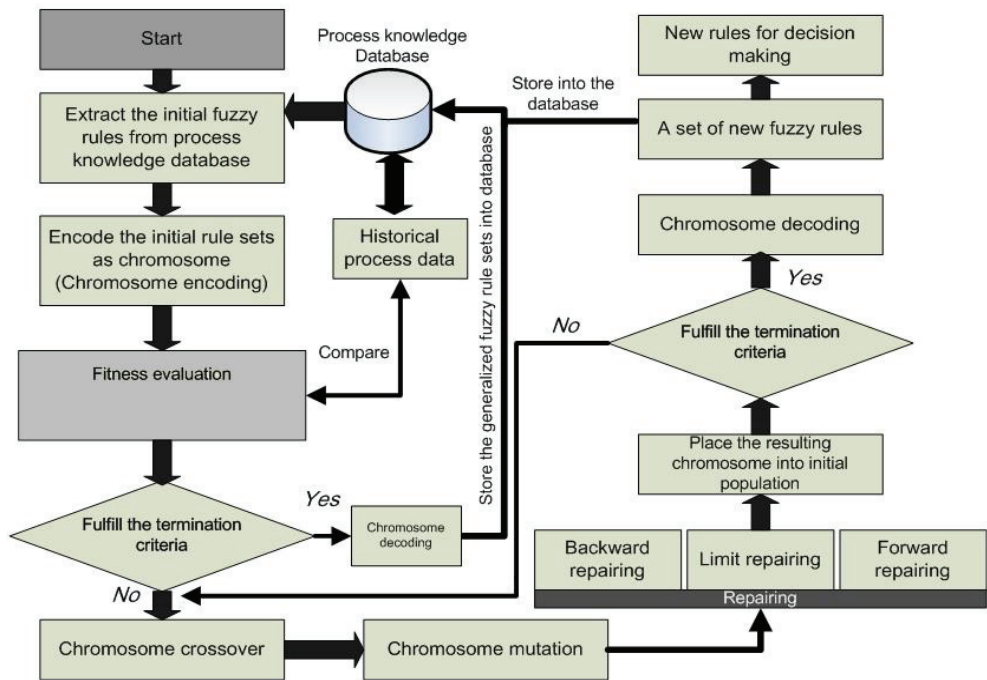 Start
Extract the initial fuzzy
rules from process
knowledge database
Encode the initial rule sets
as chromosome
(Chromosome encoding)
Fitness evaluation
Fulfill the termination
criteria
Yes
No
Chromosome
decoding
Chromosome crossover
Chromosome mutation
Process knowledge
Database
Historical
process data
Compare
Store the generalized fuzzy rule sets into database
Store into the
database
New rules for decision
making
A set of new fuzzy rules
Chromosome decoding
Yes
No
Fulfill the termination
criteria
Place the resulting
chromosome into initial
population
Backward
repairing
Limit repairing
Forward
repairing
Repairing